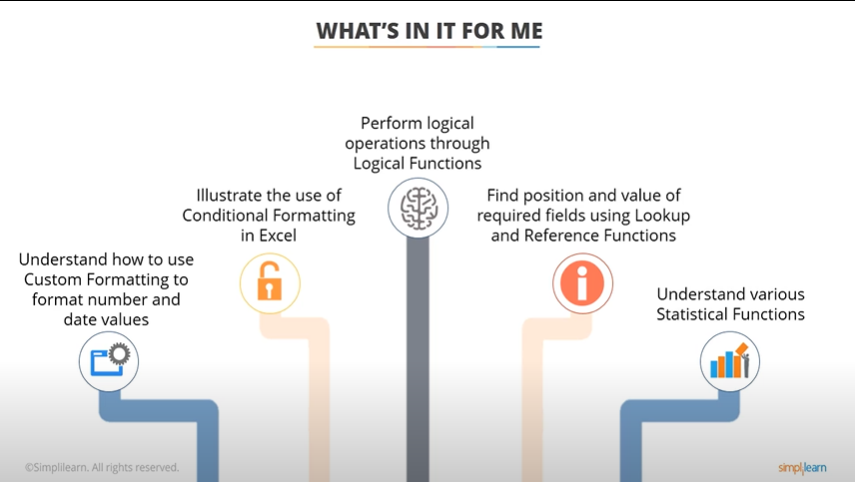 WHAT'S IN IT FOR ME
Perform logical
operations through
Logical Functions
Illustrate the use of
Conditional Formatting
in Excel
Find position and value of
required fields using Lookup
and Reference Functions
Understand how to use
Custom Formatting to
format number and
date values
Understand various
Statistical Functions
©Simplilearn. All rights reserved.
simplilearn